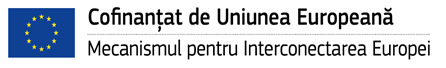 Cofinanțat de Uniunea Europeană
Mecanismul pentru Interconectarea Europei